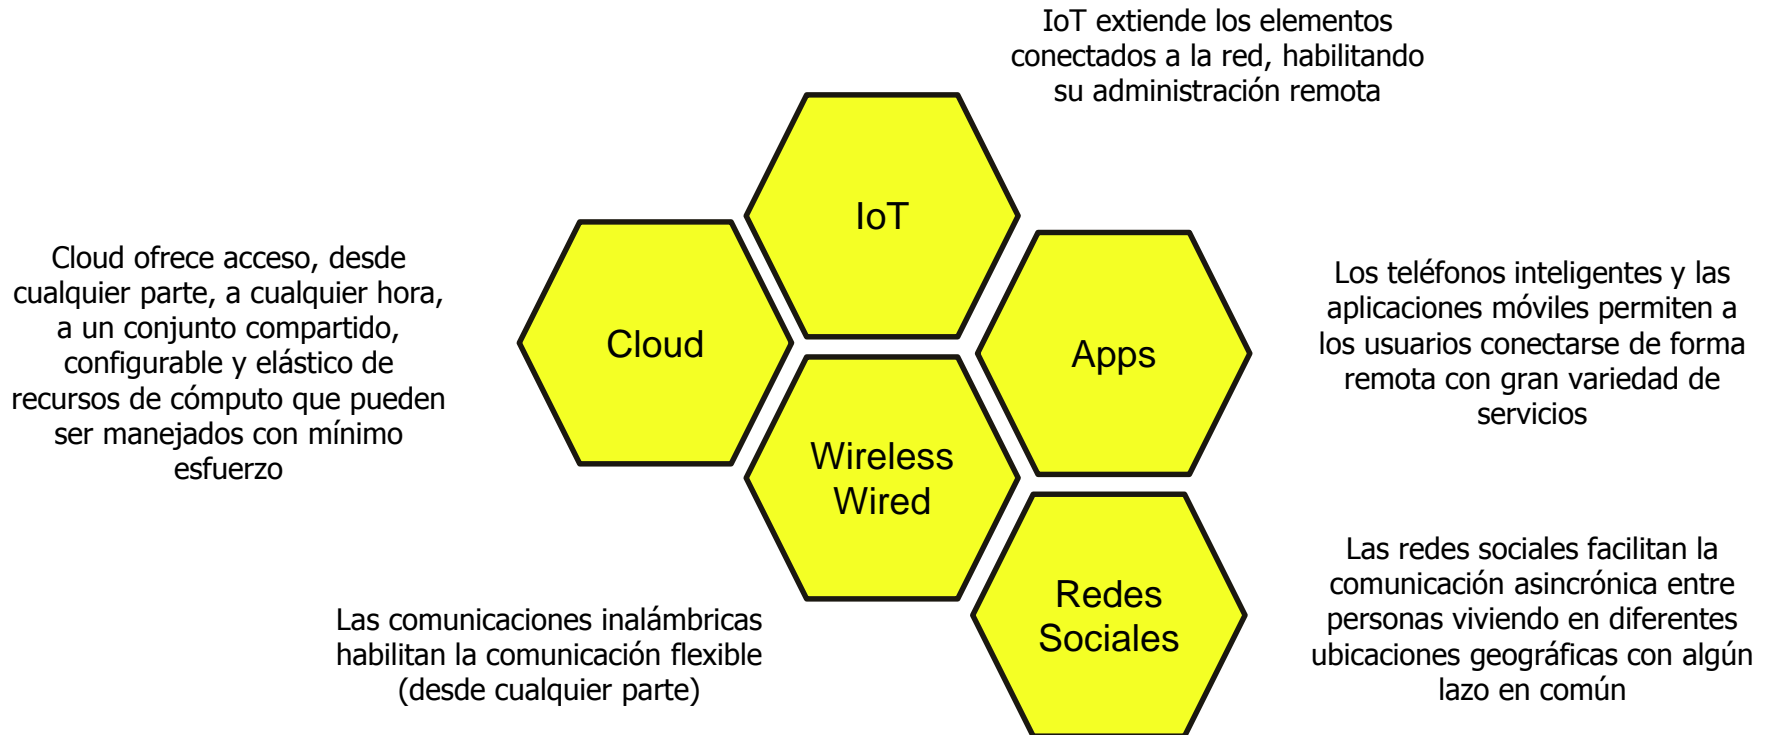 IoT extiende los elementos
conectados a la red, habilitando
su administración remota
IoT
Cloud ofrece acceso, desde
cualquier parte, a cualquier hora,
a un conjunto compartido,
configurable y elástico de
recursos de cómputo que pueden
ser manejados con mínimo
esfuerzo
Cloud
Apps
Los teléfonos inteligentes y las
aplicaciones móviles permiten a
los usuarios conectarse de forma
remota con gran variedad de
servicios
Wireless
Wired
Las comunicaciones inalámbricas
habilitan la comunicación flexible
(desde cualquier parte)
Redes
Sociales
Las redes sociales facilitan la
comunicación asincrónica entre
personas viviendo en diferentes
ubicaciones geográficas con algún
lazo en común